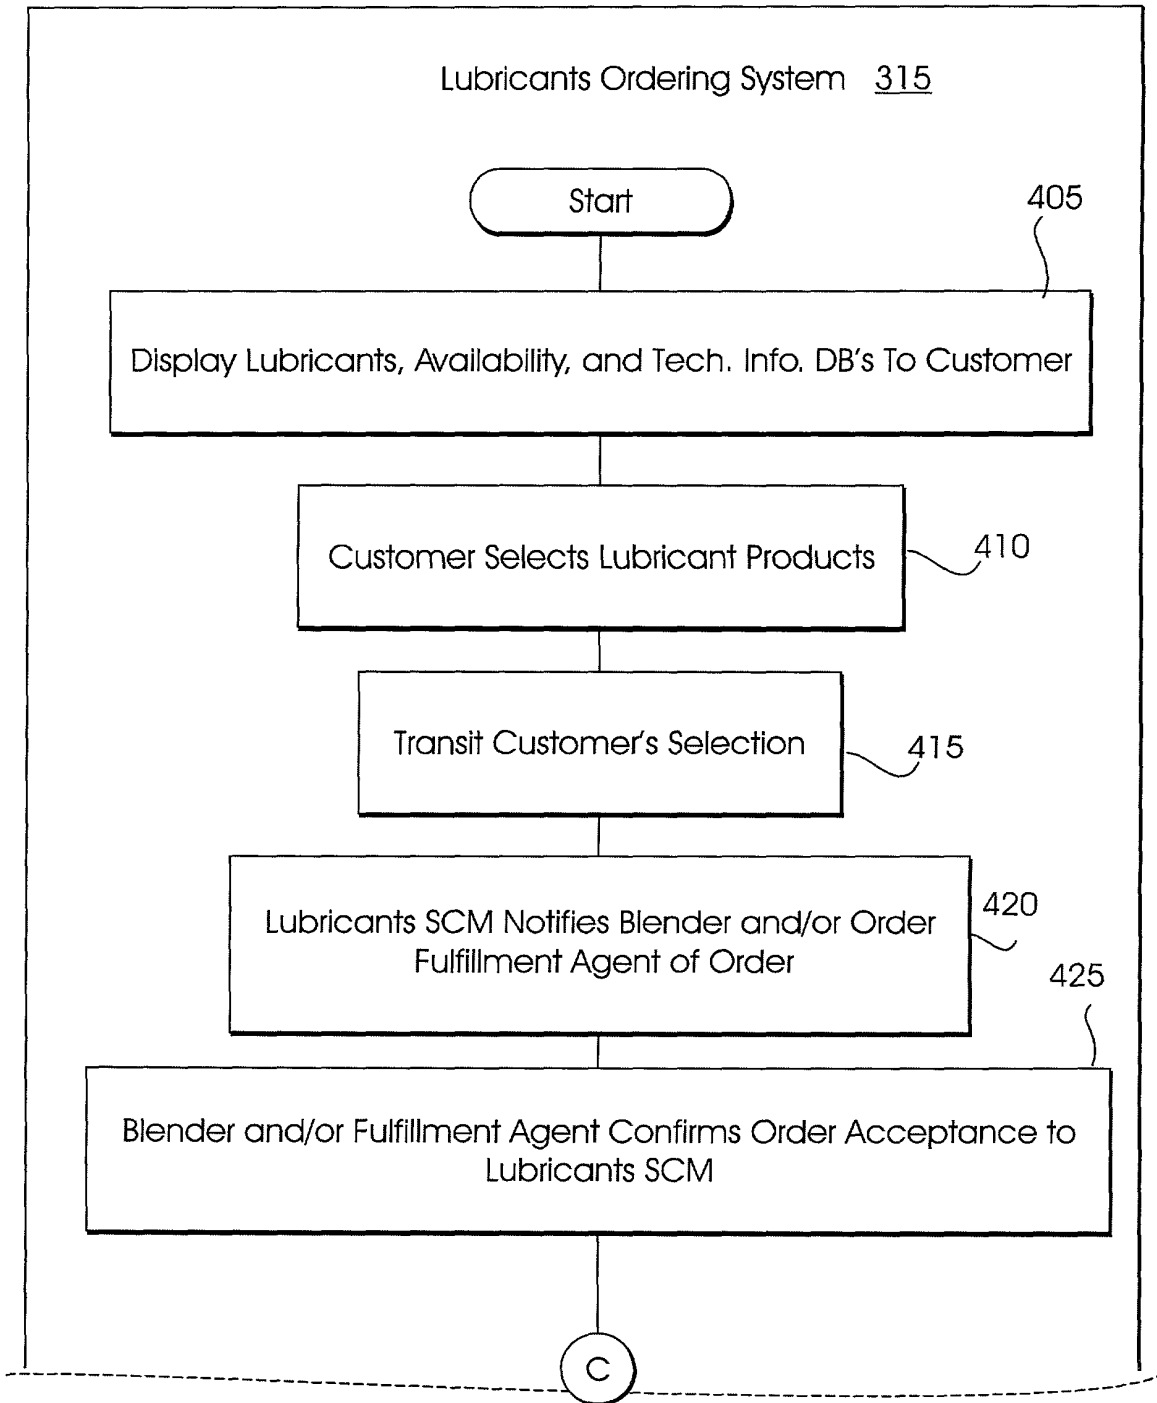 Lubricants Ordering System 315
Start
405
Display Lubricants, Availability, and Tech. Info. DB's To Customer
Customer Selects Lubricant Products
410
Transit Customer's Selection
415
Lubricants SCM Notifies Blender and/or Order
Fulfillment Agent of Order
420
425
Blender and/or Fulfillment Agent Confirms Order Acceptance to
Lubricants SCM
C